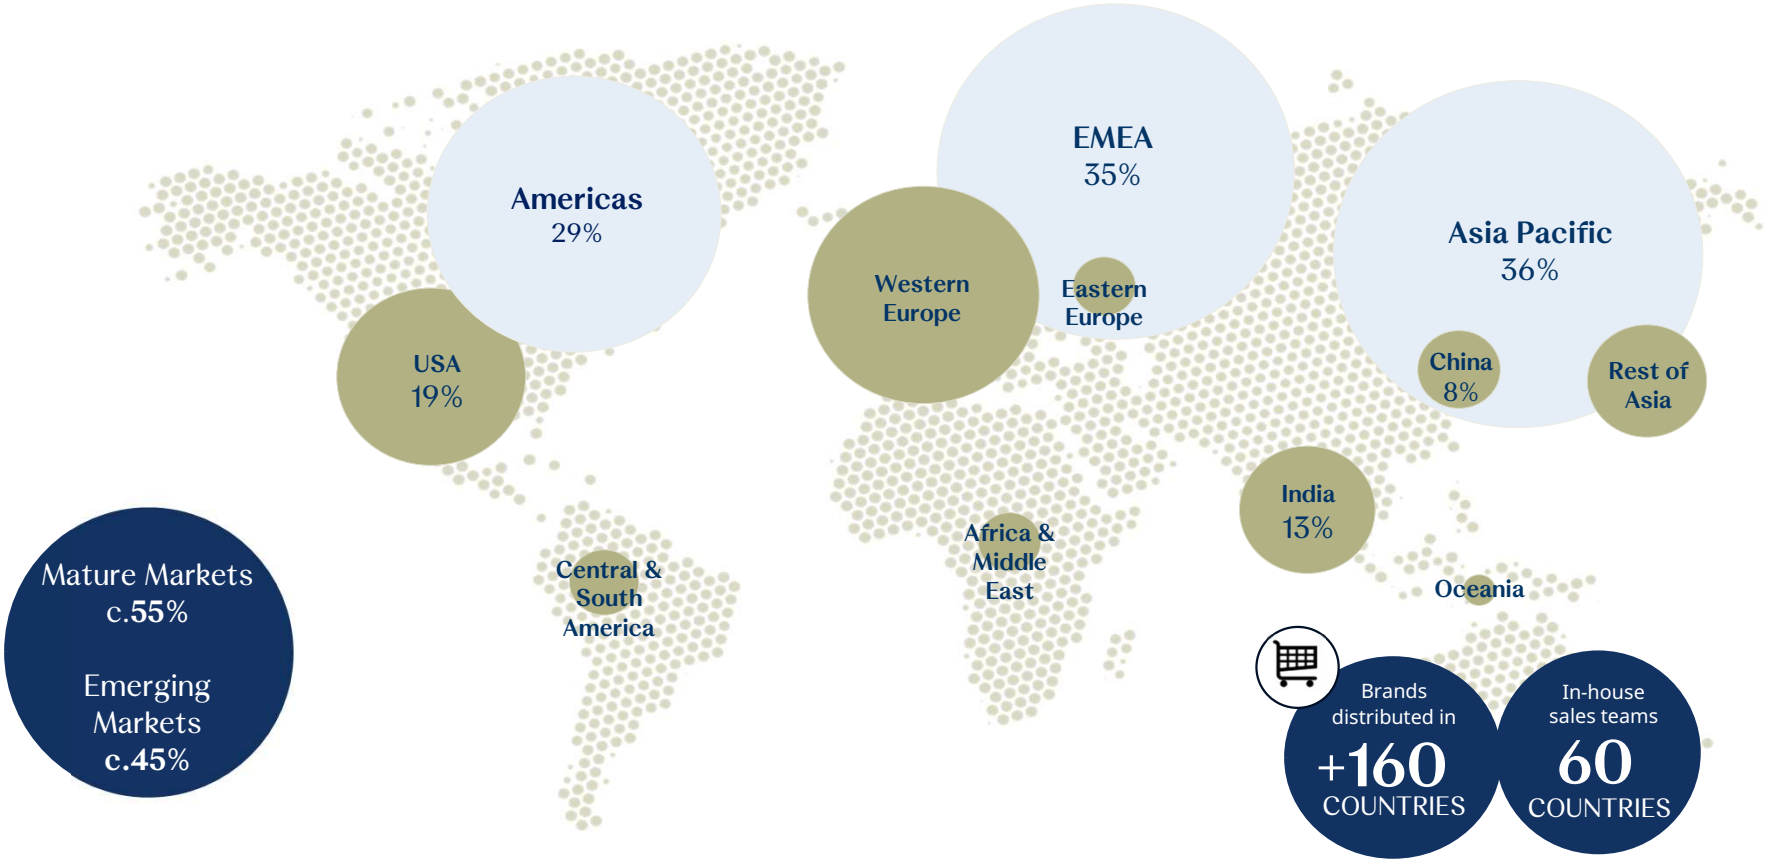 Americas
29%
USA
19%
Central &
South
America
EMEA
35%
Western
Europe
Eastern
Europe
Africa &
Middle
East
Asia Pacific
36%
China
8%
Rest of
Asia
India
13%
Oceania
Mature Markets
c.55%
Emerging
Markets
c.45%
Brands
distributed in
+160
COUNTRIES
In-house
sales teams
60
COUNTRIES